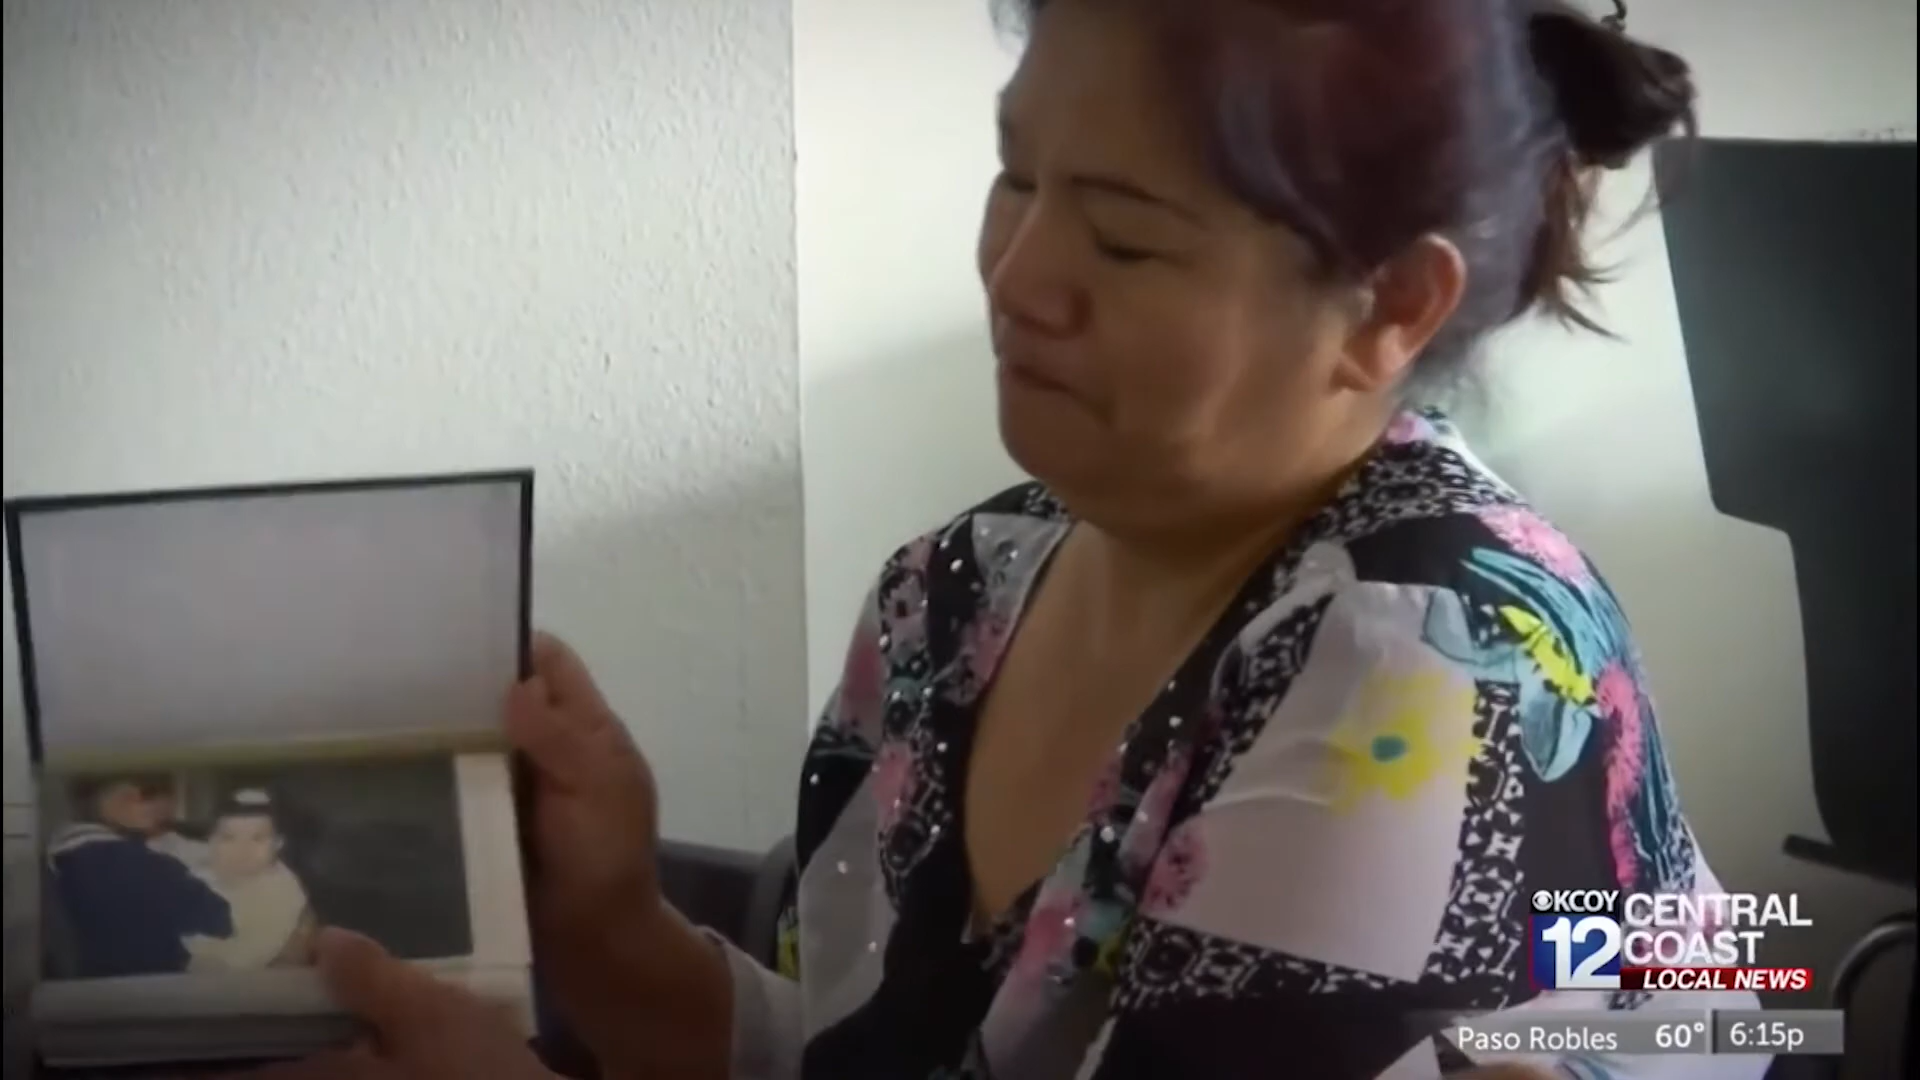 KCOY
12
CENTRAL
COAST
LOCAL NEWS
Paso Robles 60° 6:15p